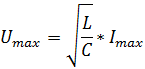 U_max = √(L/C) * I_max